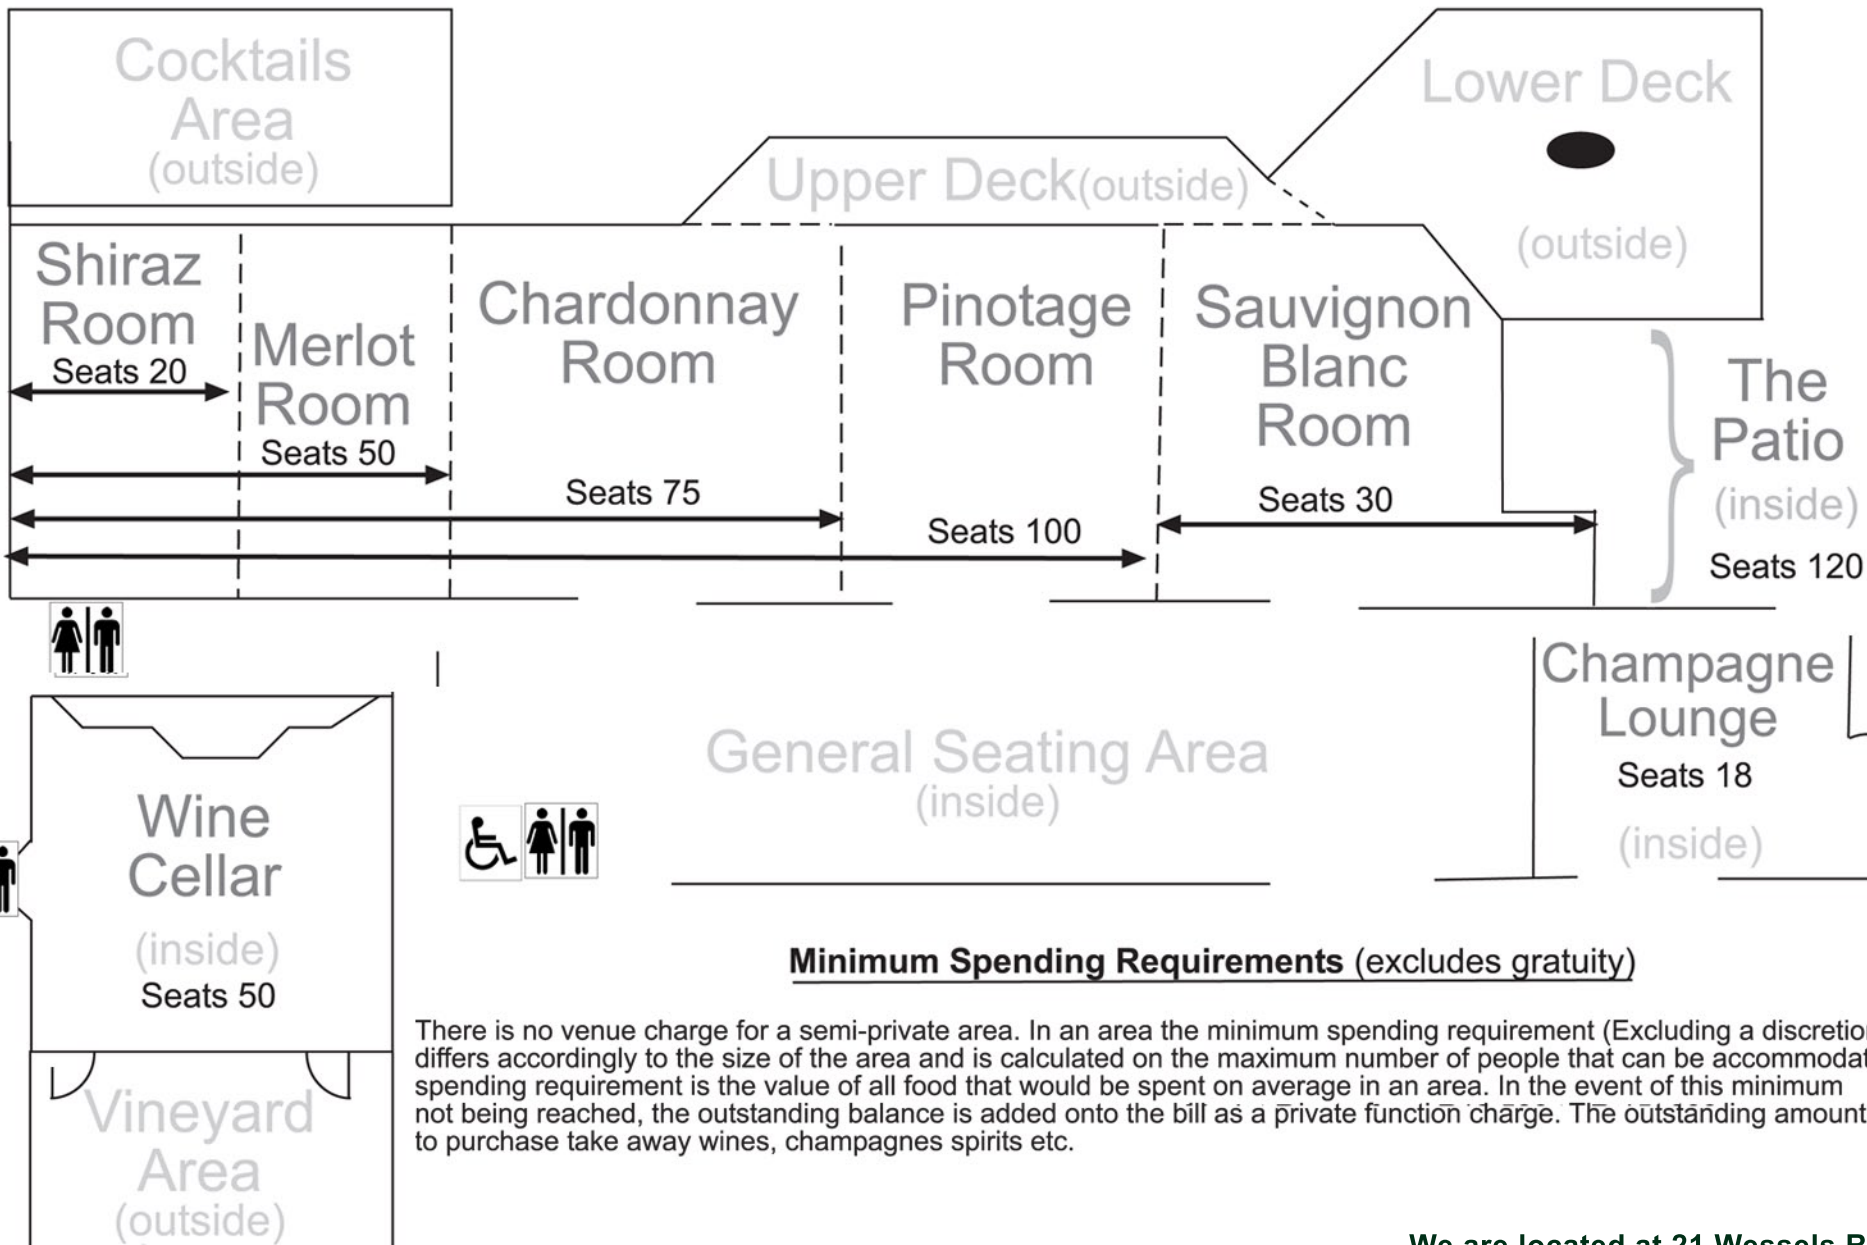 Cocktails
Area
(outside)
Lower Deck
(outside)
Upper Deck(outside)
Shiraz
Room
Seats 20
Merlot
Room
Seats 50
Chardonnay
Room
Seats 75
Pinotage
Room
Seats 100
Sauvignon
Blanc
Room
Seats 30
The
Patio
(inside)
Seats 120
Champagne
Lounge
Seats 18
(inside)
General Seating Area
(inside)
Wine
Cellar
(inside)
Seats 50
Vineyard
Area
(outside)
Minimum Spending Requirements (excludes gratuity)
There is no venue charge for a semi-private area. In an area the minimum spending requirement (Excluding a
differs accordingly to the size of the area and is calculated on the maximum number of people that can be
spending requirement is the value of all food that would be spent on average in an area. In the event of this minimum
not being reached, the outstanding balance is added onto the bill as a private function charge. The outstanding amount
to purchase take away wines, champagnes spirits etc.
We are located at 21 Wessels